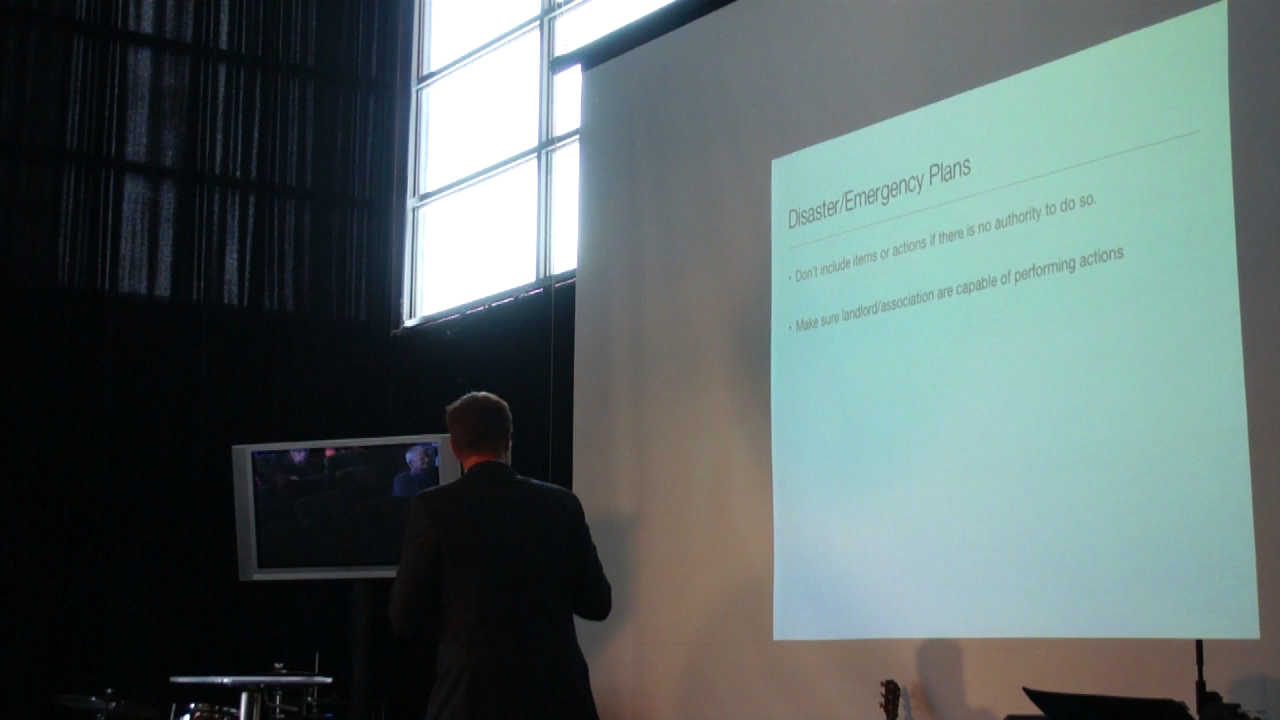 Disaster/Emergency Plans
• Don't include items or actions if there is no authority to do so.
• Make sure landlord/association are capable of performing actions